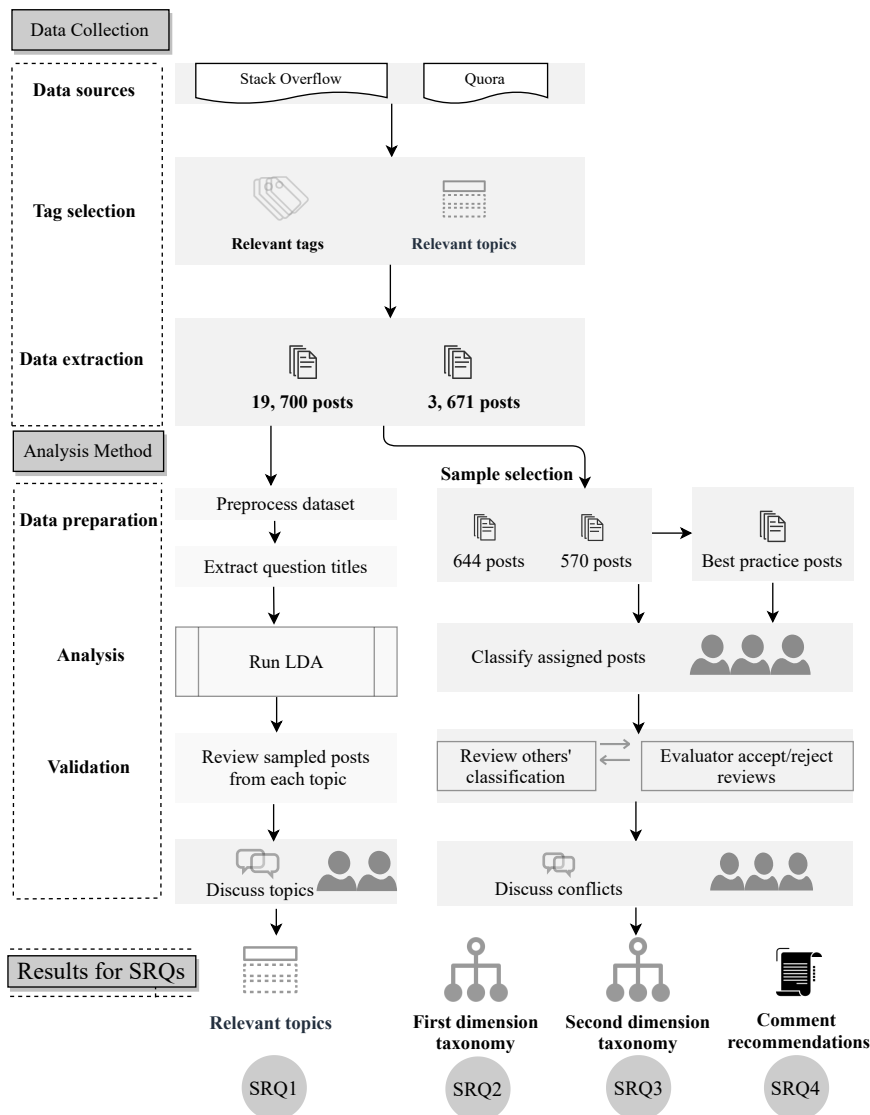 Data Collection
Data sources
Stack Overflow
Quora
Tag selection
Relevant tags
Relevant topics
Data extraction
19, 700 posts
3, 671 posts
Analysis Method
Sample selection
Data preparation
Preprocess dataset
644 posts
570 posts
Best practice posts
Extract question titles
Analysis
Run LDA
Classify assigned posts
Validation
Review sampled posts
from each topic
Review others'
classification
Evaluator accept/reject
reviews
Discuss topics
Discuss conflicts
Results for SRQs
Relevant topics
First dimension
taxonomy
Second dimension
taxonomy
Comment
recommendations
SRQ1
SRQ2
SRQ3
SRQ4